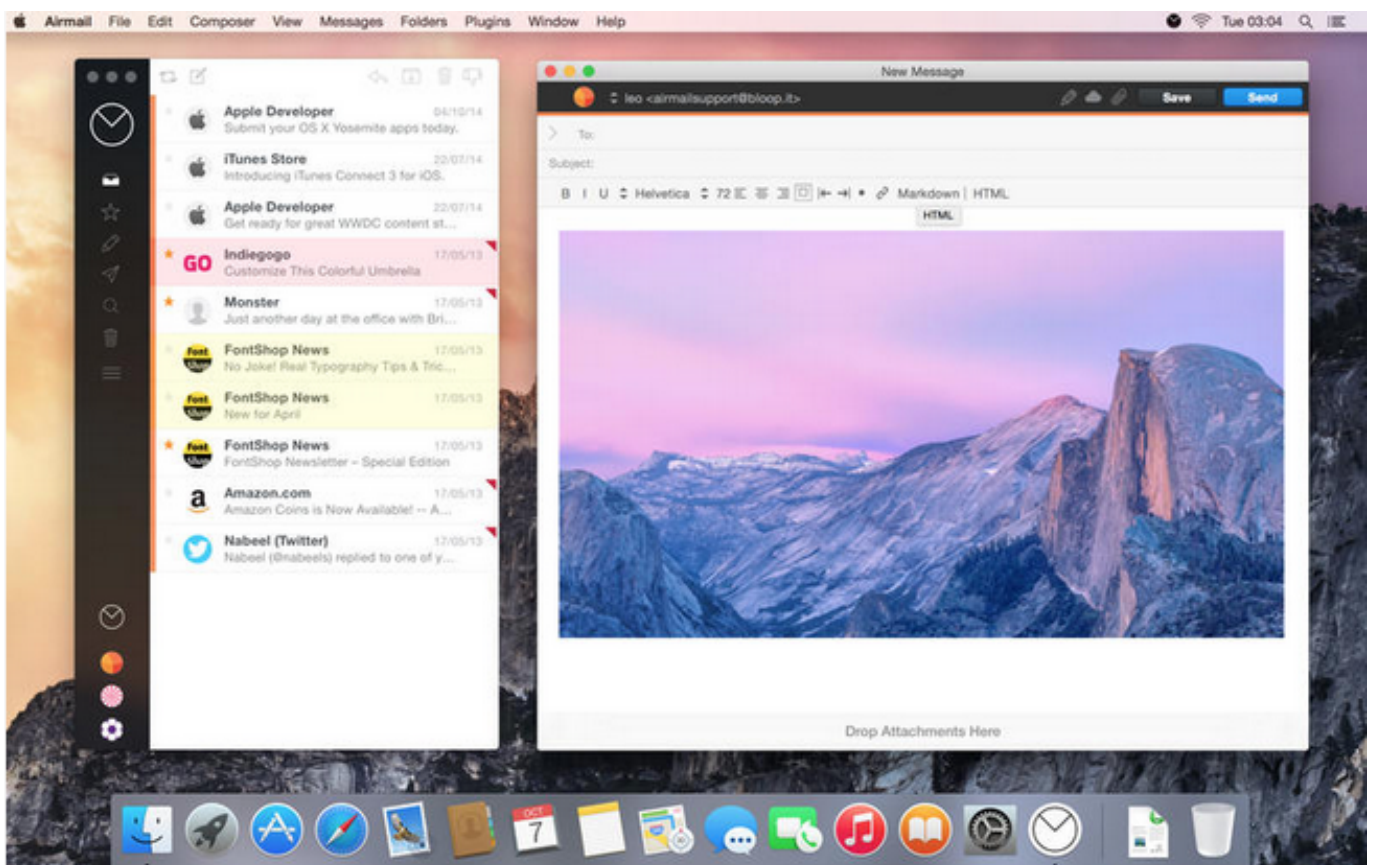 Airmail File Edit Composer View Messages Folders Plugins Window Help Tue 03:04
Apple Developer 04/10/14
Submit your OS X Yosemite apps today.
iTunes Store 22/07/14
Introducing iTunes Connect 3 for iOS.
Apple Developer 22/07/14
Get ready for great WWDC content st...
GO
Indiegogo 17/05/13
Customize This Colorful Umbrella
Monster 17/05/13
Just another day at the office with Bri...
Font
Shop
FontShop News 17/05/13
No Joke! Real Typography Tips & Tric...
Font
Shop
FontShop News 17/05/13
New for April
Font
Shop
FontShop News 17/05/13
FontShop Newsletter – Special Edition
a
Amazon.com 17/05/13
Amazon Coins is Now Available! -- A...
Nabeel (Twitter) 17/05/13
Nabeel (@nabeels) replied to one of y...
New Message
leo <airmailsupport@bloop.it> Save Send
To:
Subject:
B I U Helvetica 72 Markdown | HTML
HTML
Drop Attachments Here
OCT
7